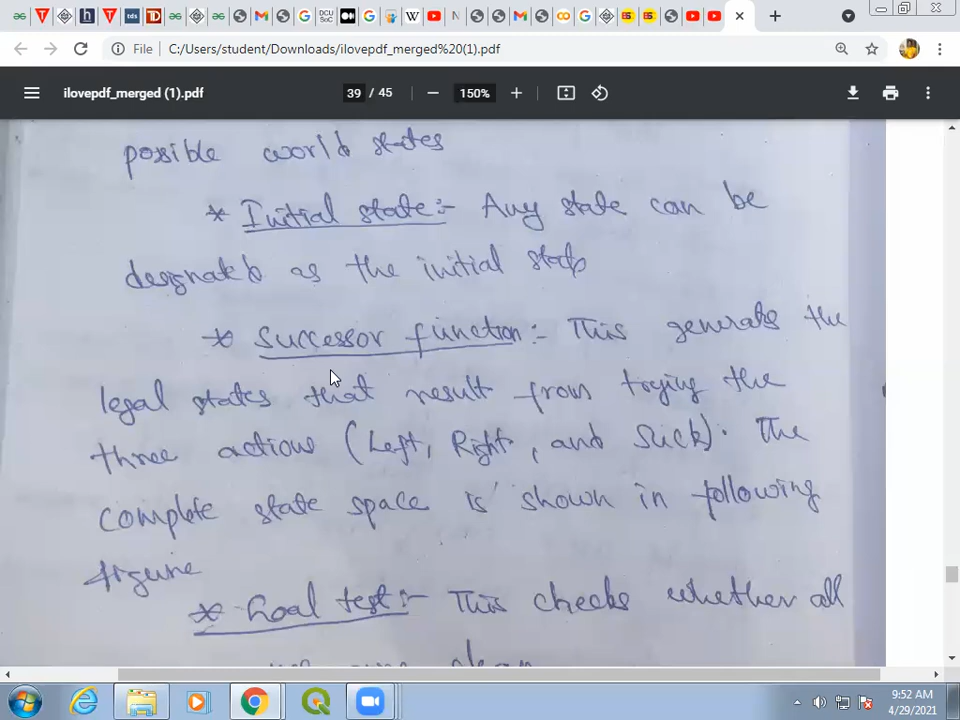 File
C:/Users/student/Downloads/ilovepdf_merged%20(1).pdf
ilovepdf_merged (1).pdf
39 / 45
150%
possible world states
* Initial state:- Any state can be
designated as the initial state
* Successor function:- This generates the
legal states that result from trying the
three actions (Left, Right, and Suck). The
complete state space is shown in following
figure
* Goal test:- This checks whether all
clean
9:52 AM
4/29/2021